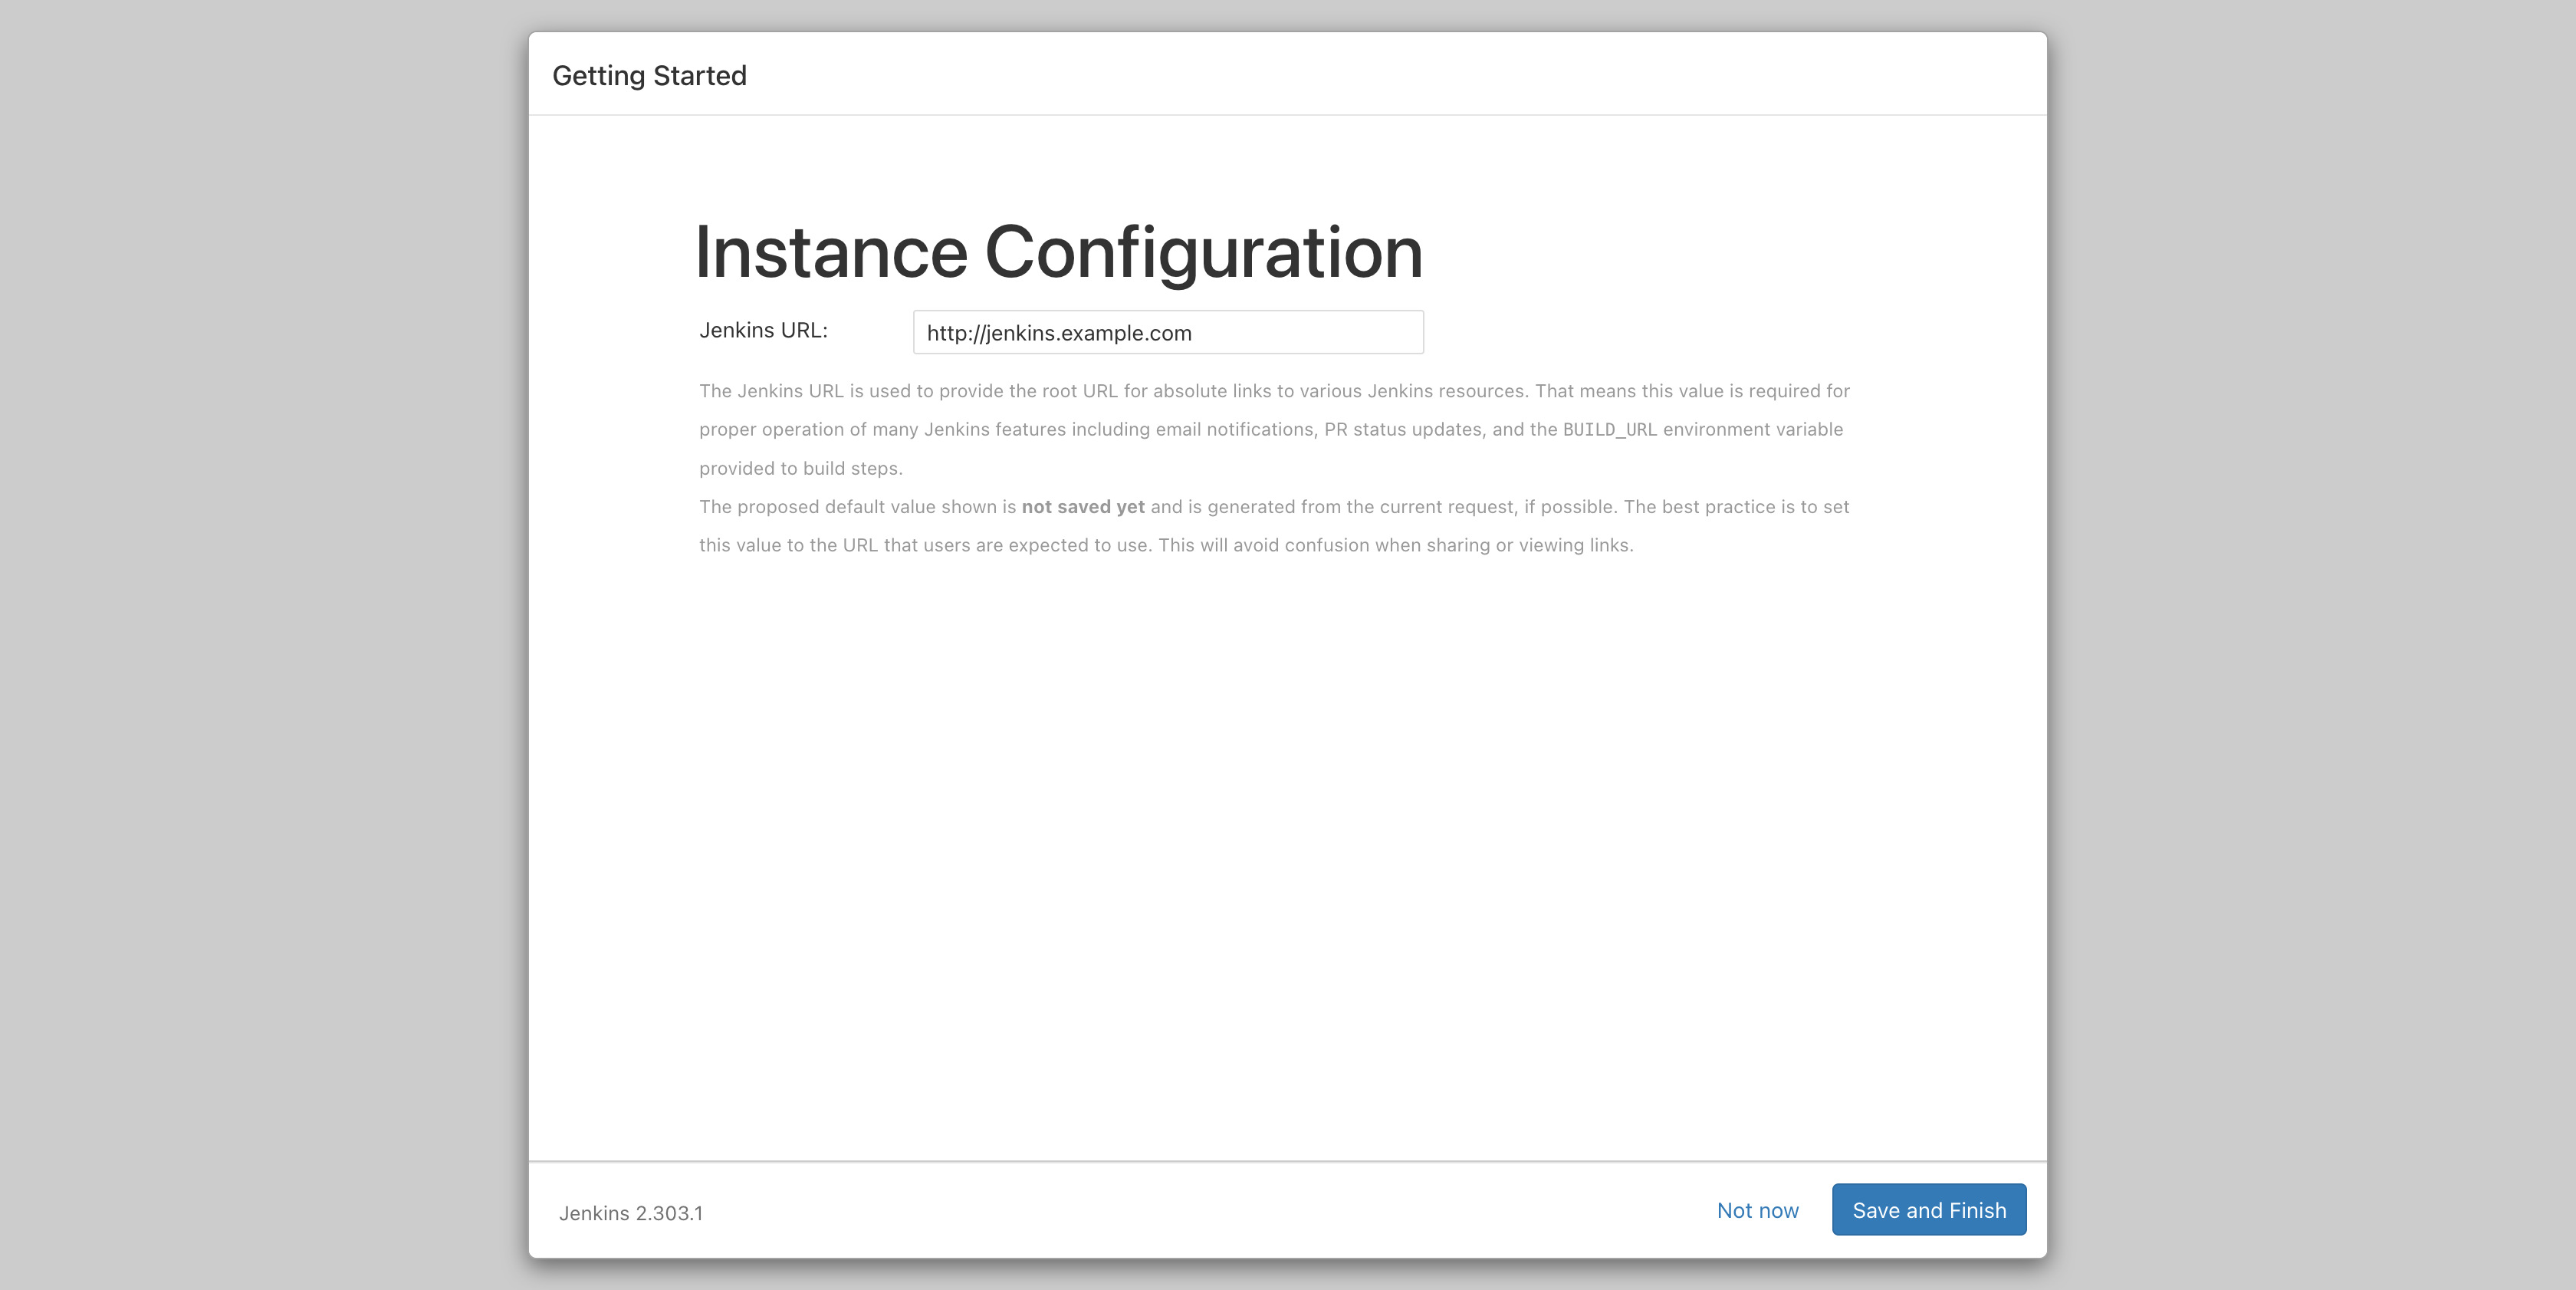 Getting Started
Instance Configuration
Jenkins URL: http://jenkins.example.com
The Jenkins URL is used to provide the root URL for absolute links to various Jenkins resources. That means this value is required for
proper operation of many Jenkins features including email notifications, PR status updates, and the BUILD_URL environment variable
provided to build steps.
The proposed default value shown is not saved yet and is generated from the current request, if possible. The best practice is to set
this value to the URL that users are expected to use. This will avoid confusion when sharing or viewing links.
Jenkins 2.303.1 Not now Save and Finish